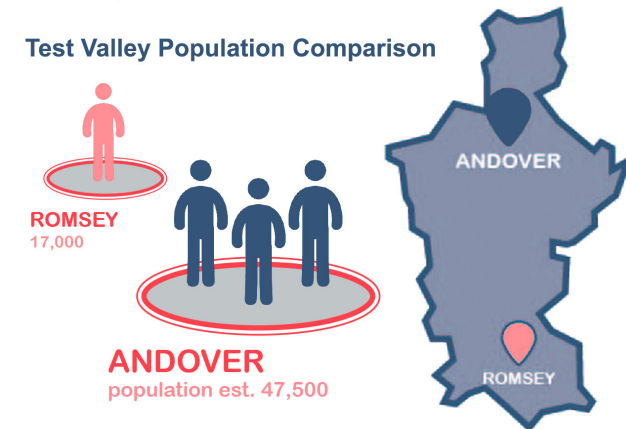 Test Valley Population Comparison
ROMSEY
17,000
ANDOVER
population est. 47,500
ANDOVER
ROMSEY